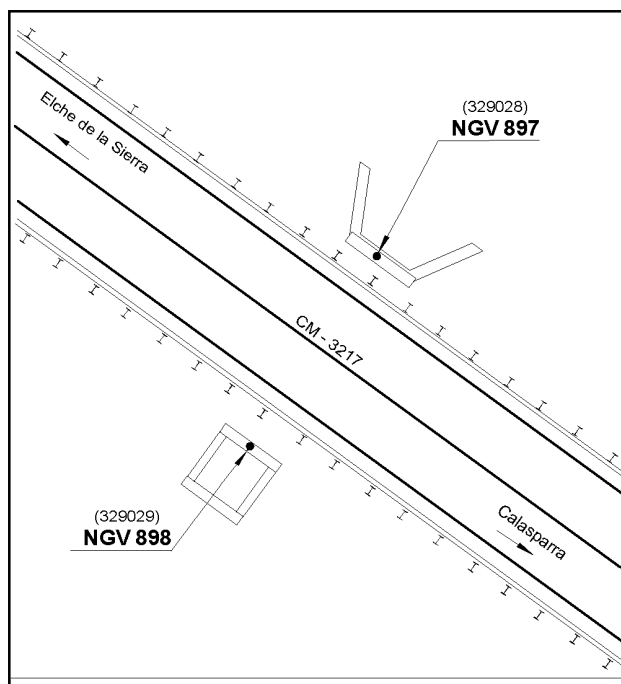 Elche de la Sierra
(329028)
NGV 897
CM - 3217
(329029)
NGV 898
Calasparra